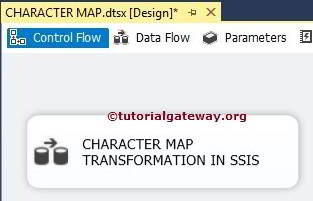 CHARACTER MAP.dtsx [Design]*
Control Flow Data Flow Parameters
©tutorialgateway.org
CHARACTER MAP
TRANSFORMATION IN SSIS